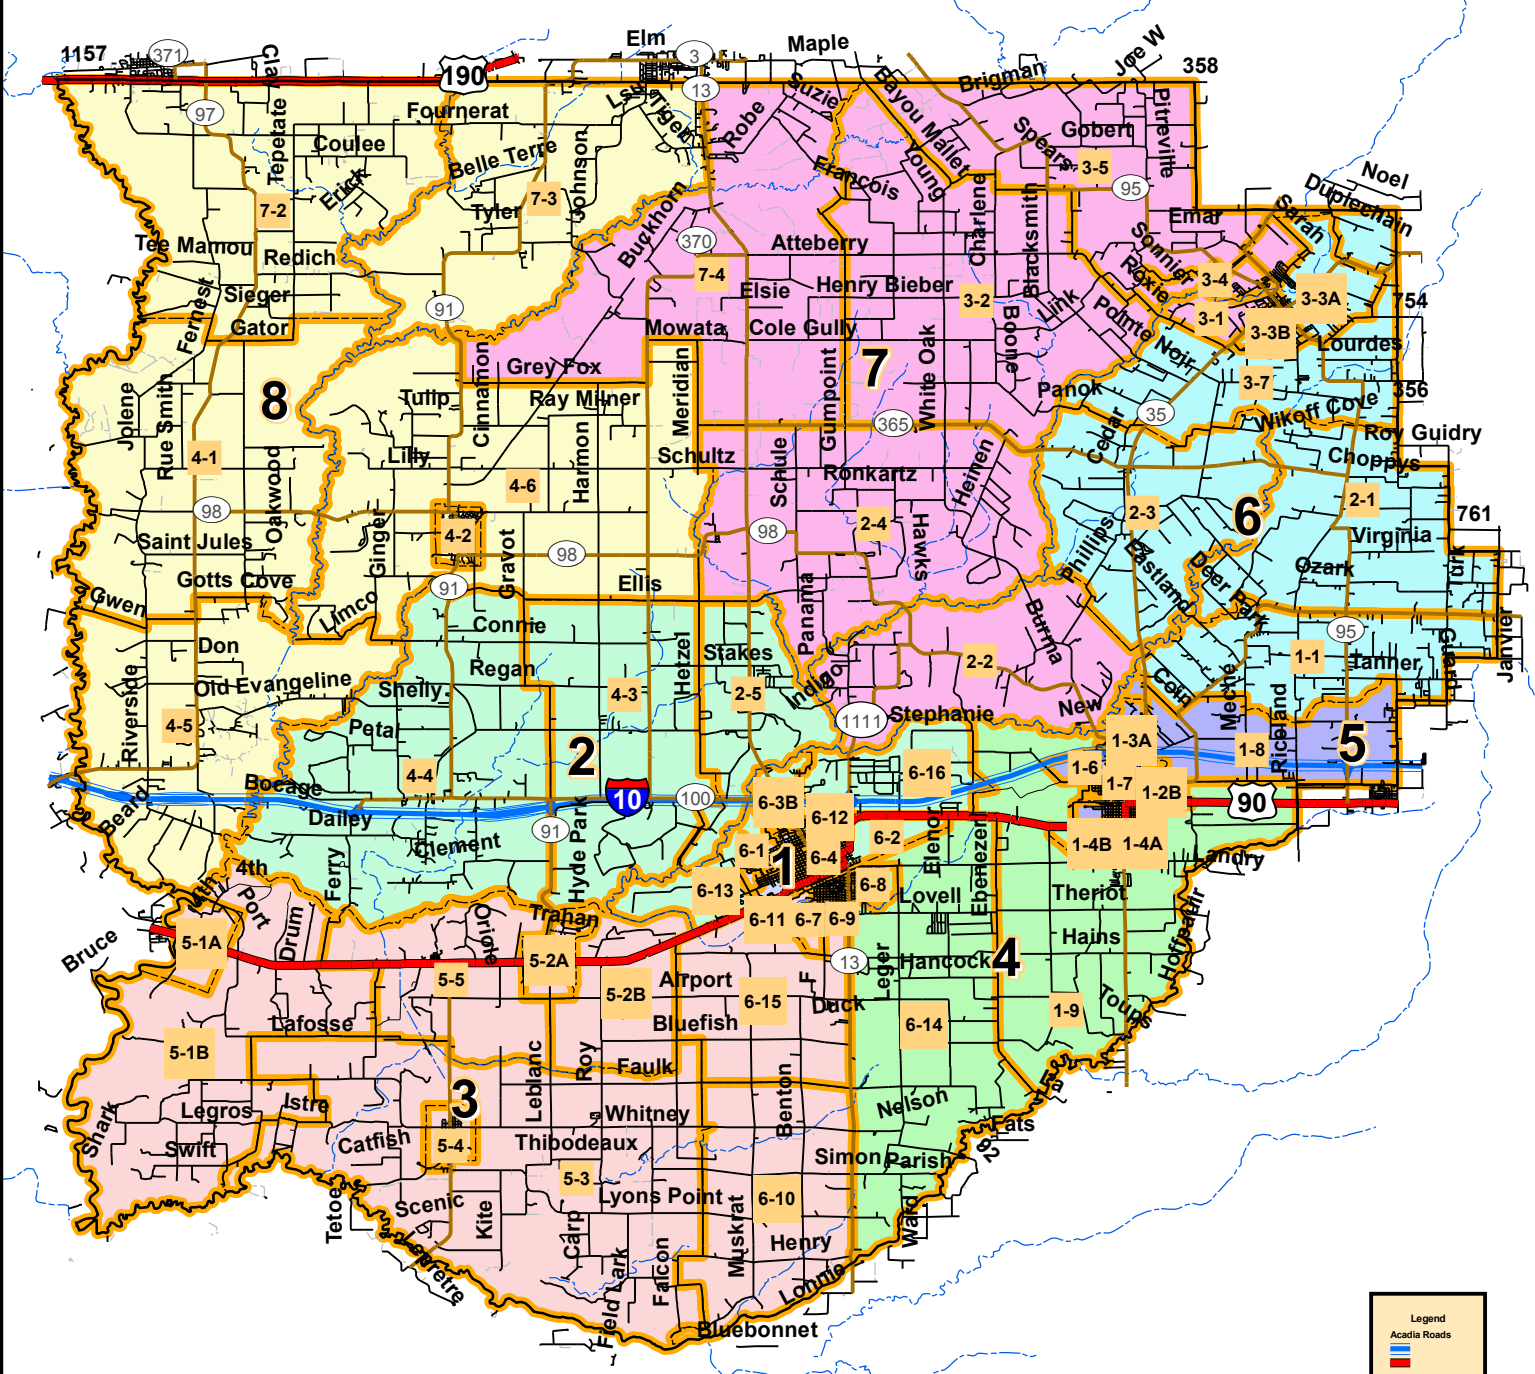 Elm
Maple
Joe W
1157
371
Clay
190
3
13
Suzie
Bayou Mallet
Brigman
358
97
Tepetate
Fournerat
Lsu
Tiger
Robe
Spears
Gobert
Pitreville
Coulee
Belle Terre
Johnson
Francois
Young
3-5
95
Noel
Erick
7-2
7-3
Tyler
Buckhorn
Charlene
Blacksmith
Emar
Sarah
Duplechain
Tee Mamou
Redich
370
Atteberry
Sonnier
7-4
Roxie
3-4
Fernest
Sieger
91
Elsie
Henry Bieber
3-2
Link
Pointe
3-1
3-3A
754
Gator
Mowata
Cole Gully
Boone
3-3B
Lourdes
Noir
Grey Fox
Meridian
7
White Oak
Jolene
8
Tulip
Cinnamon
Ray Milner
Gumpoint
Panok
3-7
356
Rue Smith
35
Wikoff Cove
365
Cedar
Roy Guidry
4-1
Lilly
Harmon
Schultz
Schule
Ronkartz
Heinen
Choppys
4-6
Oakwood
2-1
98
2-3
6
761
4-2
2-4
98
Saint Jules
Ginger
Gravot
98
Hawks
Phillips
Eastland
Virginia
Gotts Cove
91
Ellis
Deer Park
Ozark
Turk
Gwen
Limco
Connie
Panama
Burma
95
Don
Stakes
Regan
Hetzel
2-2
1-1
Tanner
Guard
Janvier
Riverside
Old Evangeline
Shelly
4-3
2-5
Indigo
Coin
Meche
4-5
Petal
1111
Stephanie
New
Riceland
2
1-3A
1-8
5
4-4
6-16
1-6
Bocage
10
100
6-3B
1-7
1-2B
90
Beard
Dailey
91
Hyde Park
6-12
6-2
Elenor
Ebenezer
Clement
6-1
6-4
1-4B
1-4A
Landry
4th
Ferry
1
4th
6-13
6-8
Lovell
Theriot
Port
Drum
Oriole
Trahan
6-11
6-7
6-9
Hoffpauir
Bruce
5-1A
Hains
5-2A
13
Leger
Hancock
4
5-5
Airport
F
5-2B
6-15
Duck
1-9
Toups
Lafosse
Bluefish
6-14
5-1B
Leblanc
Roy
Faulk
Benton
3
LS
Shark
Legros
Istre
Whitney
Nelson
Fats
Swift
Catfish
5-4
Thibodeaux
Simon
Parish
92
5-3
Lyons Point
6-10
Tetoe
Scenic
Kite
Carp
Muskrat
Ward
Leopretre
Falcon
Henry
Field Lark
Lonnie
Bluebonnet
Legend
Acadia Roads